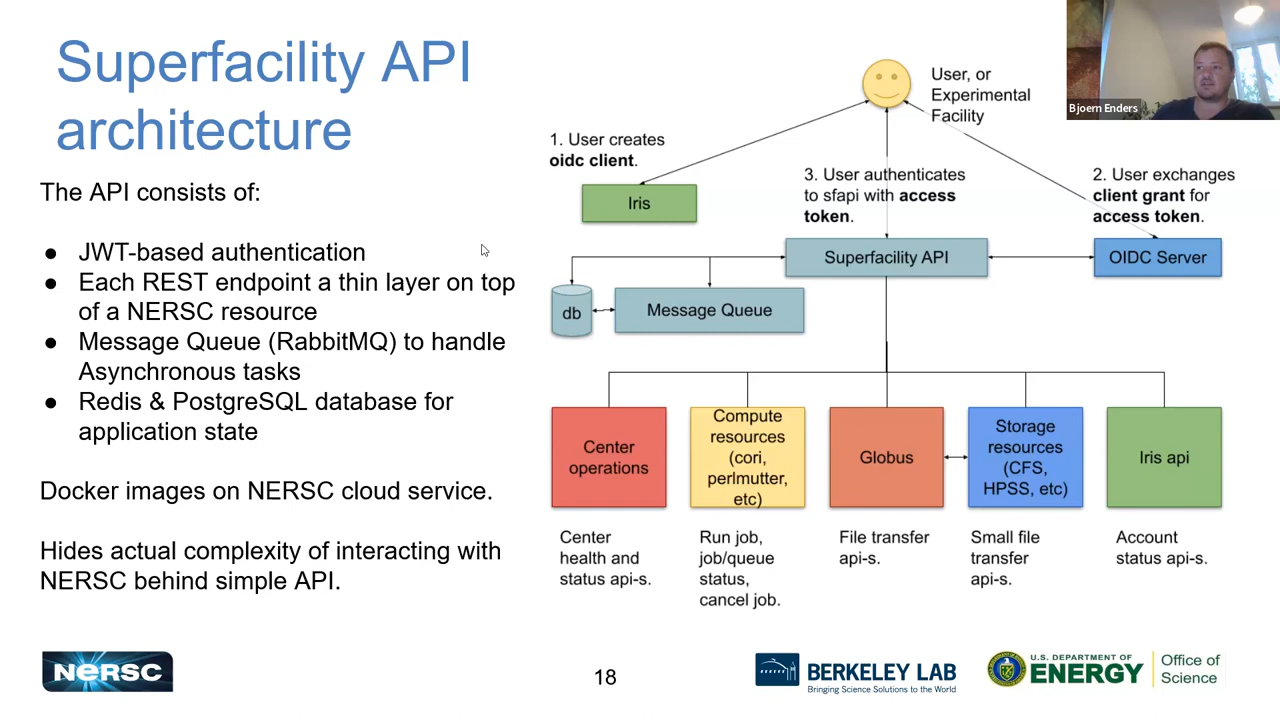 Superfacility API
architecture
The API consists of:
● JWT-based authentication
● Each REST endpoint a thin layer on top
of a NERSC resource
● Message Queue (RabbitMQ) to handle
Asynchronous tasks
● Redis & PostgreSQL database for
application state
Docker images on NERSC cloud service.
Hides actual complexity of interacting with
NERSC behind simple API.
User, or
Experimental
Facility
Bjoern Enders
1. User creates
oidc client.
3. User authenticates
to sfapi with access
token.
2. User exchanges
client grant for
access token.
Iris
Superfacility API
OIDC Server
db
Message Queue
Center
operations
Compute
resources
(cori,
perlmutter,
etc)
Globus
Storage
resources
(CFS,
HPSS, etc)
Iris api
Center
health and
status api-s.
Run job,
job/queue
status,
cancel job.
File transfer
api-s.
Small file
transfer
api-s.
Account
status api-s.
NERSC
18
BERKELEY LAB
Bringing Science Solutions to the World
U.S. DEPARTMENT OF
ENERGY
Office of
Science